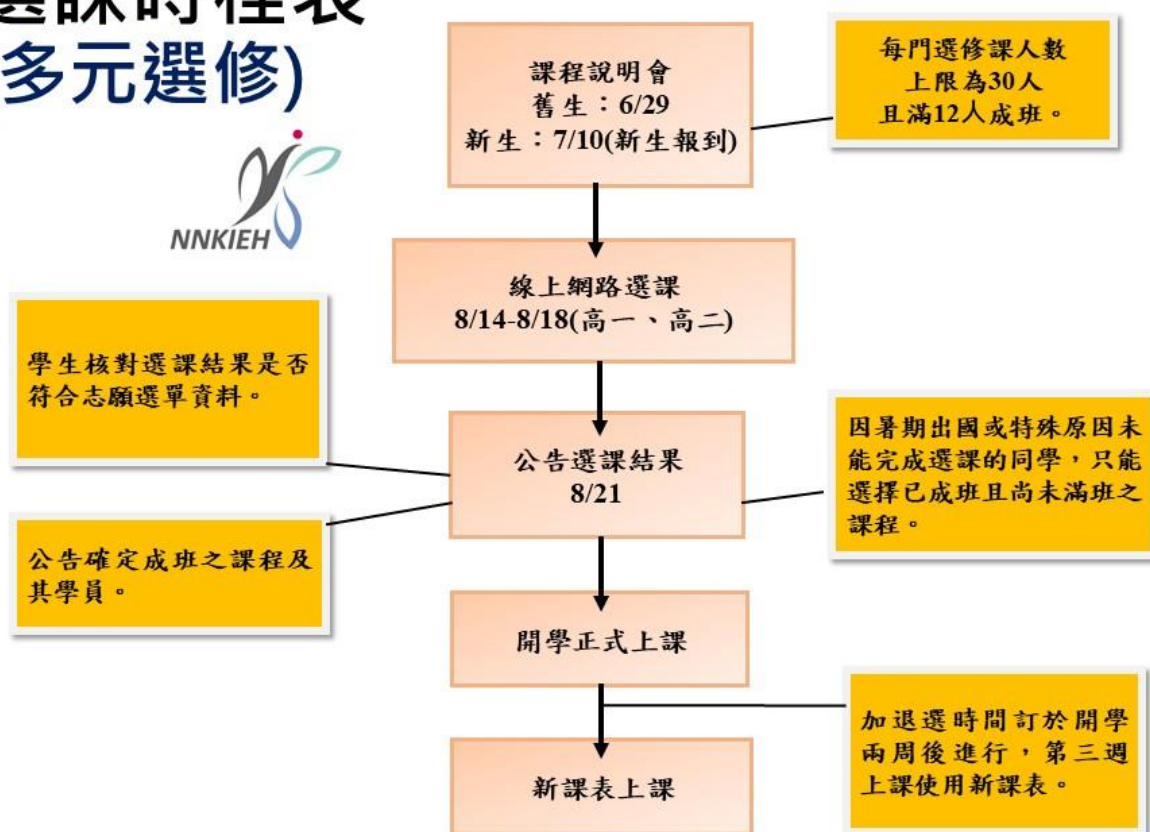 選課時程表
(多元選修)
NNKIEH
課程說明會
舊生：6/29
新生：7/10(新生報到)
每門選修課人數
上限為30人
且滿12人成班。
線上網路選課
8/14-8/18(高一、高二)
學生核對選課結果是否
符合志願選單資料。
公告選課結果
8/21
因暑期出國或特殊原因未
能完成選課的同學，只能
選擇已成班且尚未滿班之
課程。
公告確定成班之課程及
其學員。
開學正式上課
加退選時間訂於開學
兩周後進行，第三週
上課使用新課表。
新課表上課